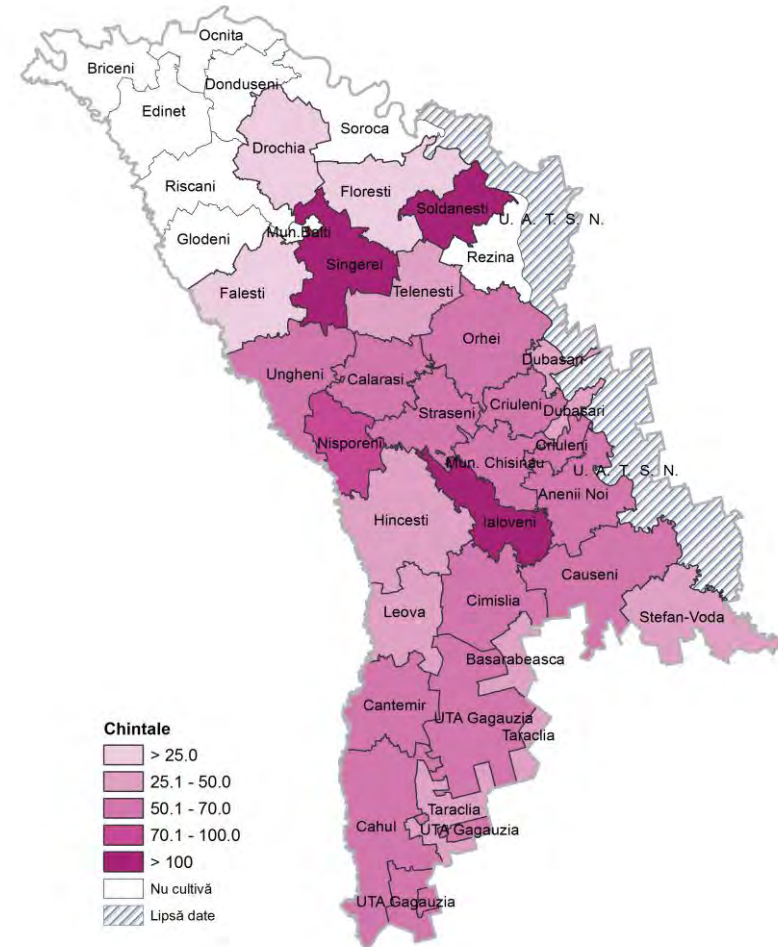 Ocnita
Briceni
Donduseni
Edinet
Soroca
Drochia
Riscani
Floresti
Soldanesti
U. A. T. S. N.
Mun.Balti
Glodeni
Rezina
Singerei
Telenesti
Falesti
Orhei
Dubasari
Ungheni
Calarasi
Criuleni
Dubasari
Straseni
Nisporeni
Criuleni
Mun. Chisinau
U. A. T. S. N.
Anenii Noi
Hincesti
Ialoveni
Causeni
Cimislia
Leova
Stefan-Voda
Basarabeasca
Cantemir
UTA Gagauzia
Taraclia
Taraclia
Cahul
UTA Gagauzia
UTA Gagauzia
Chintale
> 25.0
25.1 - 50.0
50.1 - 70.0
70.1 - 100.0
> 100
Nu cultivă
Lipsă date